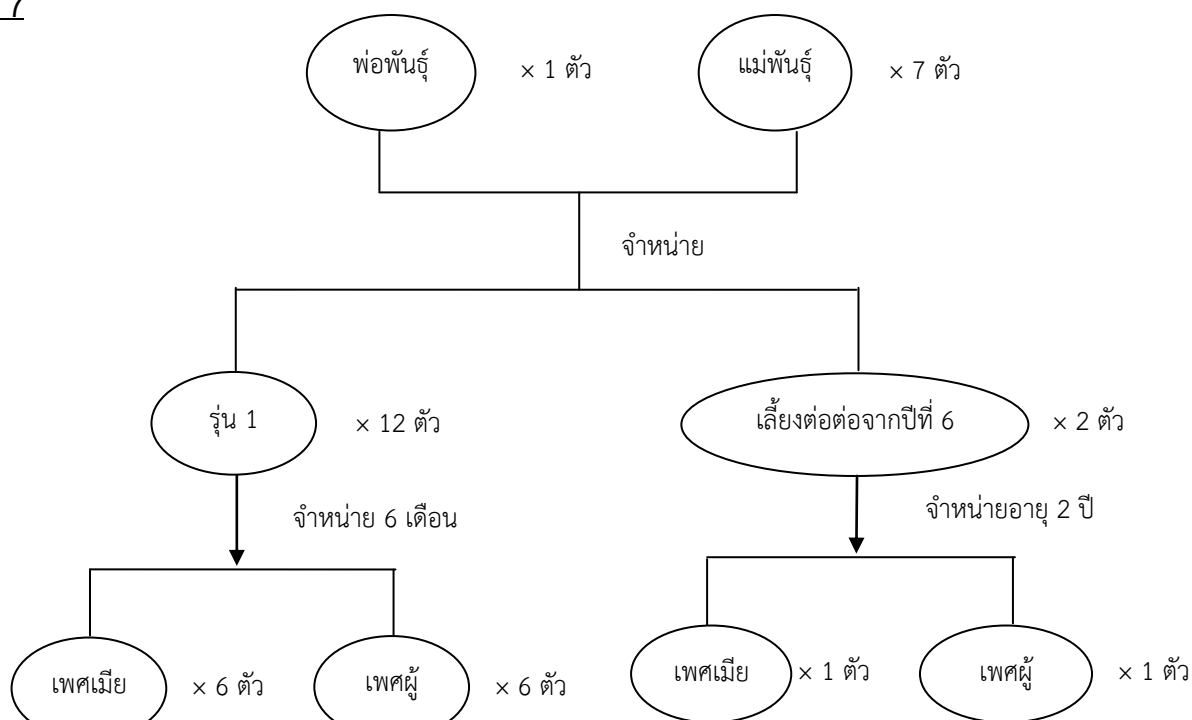 7
พ่อพันธุ์ × 1 ตัว แม่พันธุ์ × 7 ตัว
จำหน่าย
รุ่น 1 × 12 ตัว เลี้ยงต่อต่อจากปีที่ 6 × 2 ตัว
จำหน่าย 6 เดือน จำหน่ายอายุ 2 ปี
เพศเมีย × 6 ตัว เพศผู้ × 6 ตัว เพศเมีย × 1 ตัว เพศผู้ × 1 ตัว